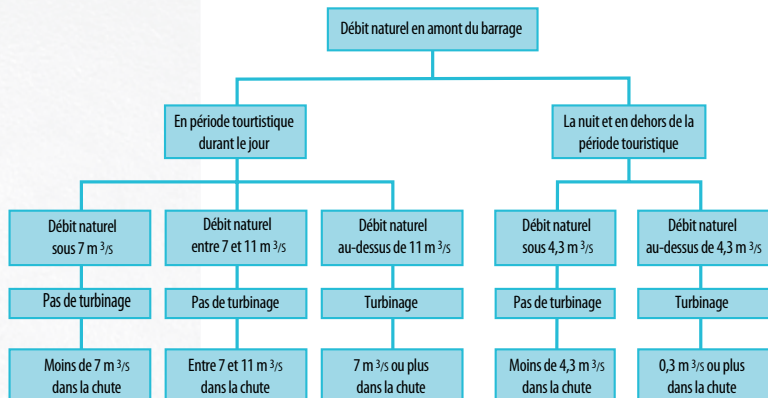 Débit naturel en amont du barrage
En période tourtistique
durant le jour
La nuit et en dehors de la
période touristique
Débit naturel
sous 7 m ³/s
Débit naturel
entre 7 et 11 m ³/s
Débit naturel
au-dessus de 11 m ³/s
Débit naturel
sous 4,3 m ³/s
Débit naturel
au-dessus de 4,3 m ³/s
Pas de turbinage
Pas de turbinage
Turbinage
Pas de turbinage
Turbinage
Moins de 7 m ³/s
dans la chute
Entre 7 et 11 m ³/s
dans la chute
7 m ³/s ou plus
dans la chute
Moins de 4,3 m ³/s
dans la chute
0,3 m ³/s ou plus
dans la chute